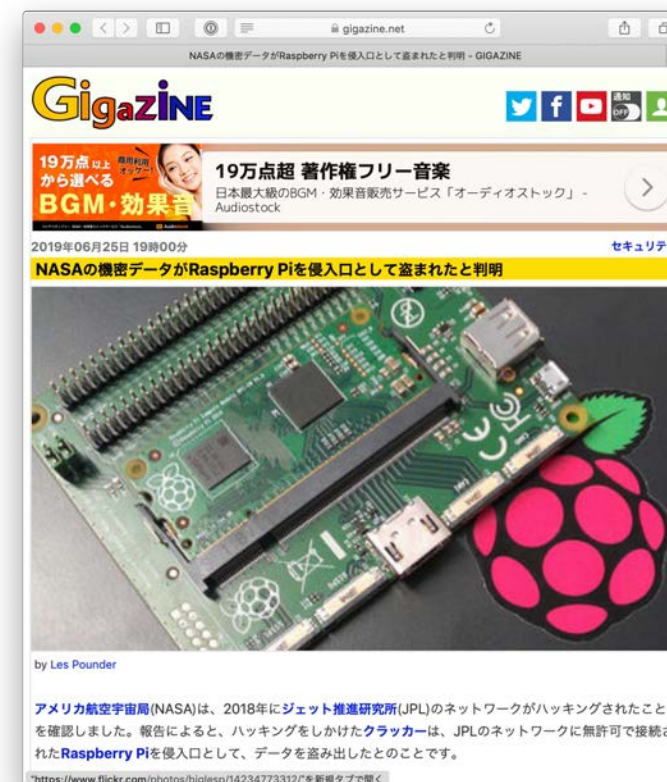 gigazine.net
NASAの機密データがRaspberry Piを侵入口として盗まれたと判明 - GIGAZINE
GigaZiNE
通知
OFF
19万点以上
から選べる
商用利用
オッケー!
BGM・効果音
19万点超 著作権フリー音楽
日本最大級のBGM・効果音販売サービス「オーディオストック」 -
Audiostock
2019年06月25日 19時00分
セキュリテ
NASAの機密データがRaspberry Piを侵入口として盗まれたと判明
by Les Pounder
アメリカ航空宇宙局(NASA)は、2018年にジェット推進研究所(JPL)のネットワークがハッキングされたこと
を確認しました。報告によると、ハッキングをしかけたクラッカーは、JPLのネットワークに無許可で接続さ
れたRaspberry Piを侵入口として、データを盗み出したとのことです。
"https://www.flickr.com/photos/biglesp/14234773312/"を新規タブで開く